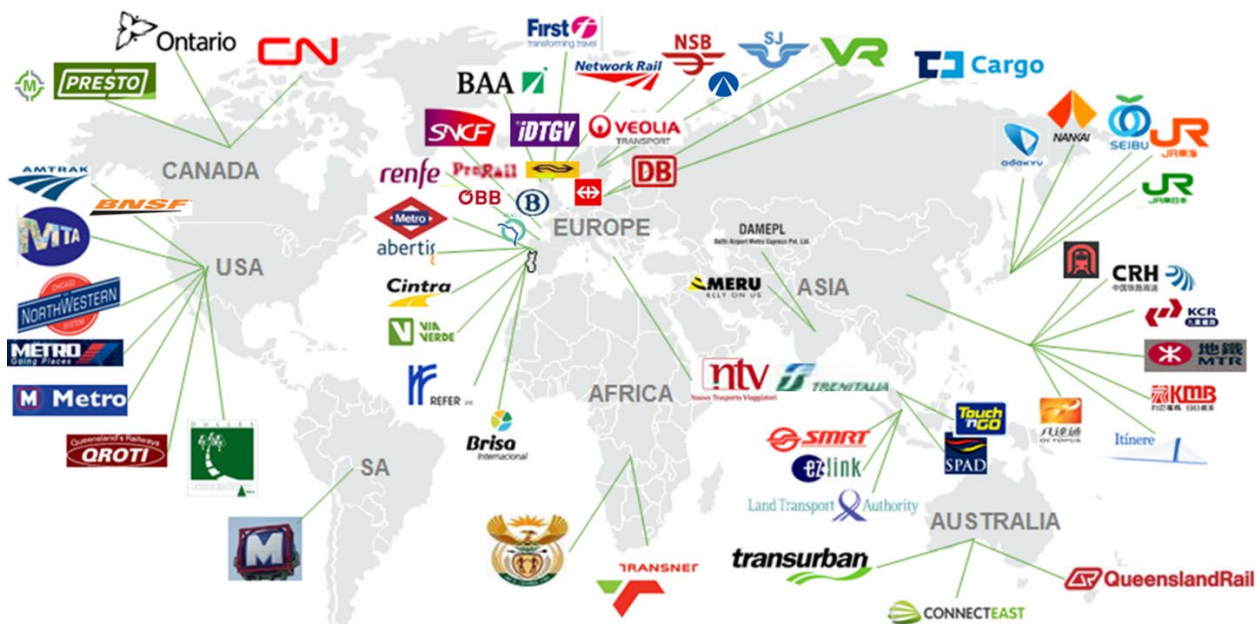 Ontario
CN
First
transforming travel
NSB
SJ
VR
Cargo
Network Rail
BAA
M
PRESTO
SNCF
iDTGV
VEOLIA
TRANSPORT
DB
NANKAI
SEIBU
JR
JR東海
odakyu
JR
JR東日本
CANADA
AMTRAK
BNSF
renfe
ProRail
ÖBB
B
MTA
Metro
abertis
EUROPE
DAMEPL
Delhi Airport Metro Express Pvt. Ltd.
USA
CRH
中国铁路高速
Cintra
MERU
RELY ON US
ASIA
CHICAGO
NORTHWESTERN
SYSTEM
KCR
九廣鐵路
VIA
VERDE
METRO
Going Places
地鐵
MTR
REFER
AFRICA
ntv
Nuovo Trasporto Viaggiatori
TRENITALIA
KMB
M Metro
Touch
'n
GO
八達通
OCTOPUS
Itínere
Queensland's Railways
QROTI
DULLES
Brisa
Internacional
SMRT
SPAD
ez link
SA
Land Transport Authority
AUSTRALIA
M
transurban
TRANSNET
QueenslandRail
CONNECTEAST